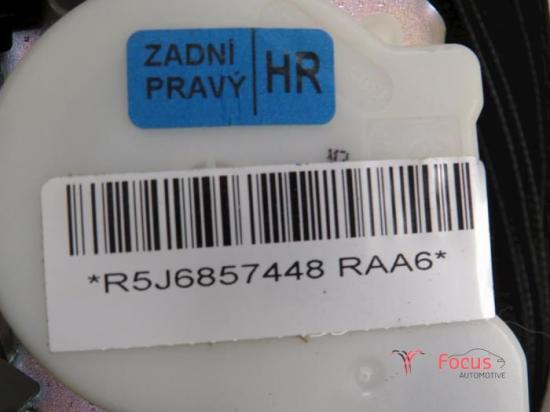 ZADNÍ
PRAVÝ
HR
*R5J6857448 RAA6*
Focus
AUTOMOTIVE